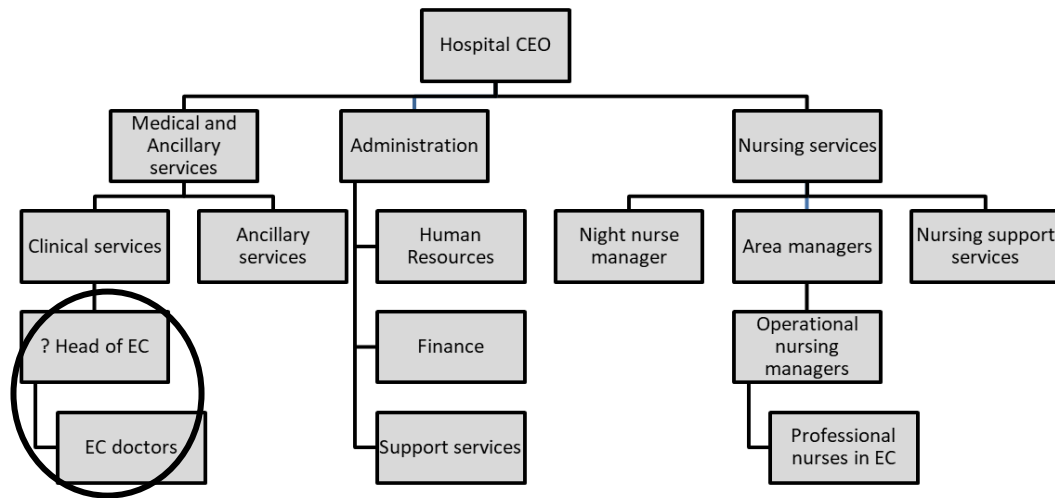 Hospital CEO
Medical and
Ancillary
services
Administration
Nursing services
Clinical services
Ancillary
services
Human
Resources
Night nurse
manager
Area managers
Nursing support
services
? Head of EC
Finance
Operational
nursing
managers
EC doctors
Support services
Professional
nurses in EC